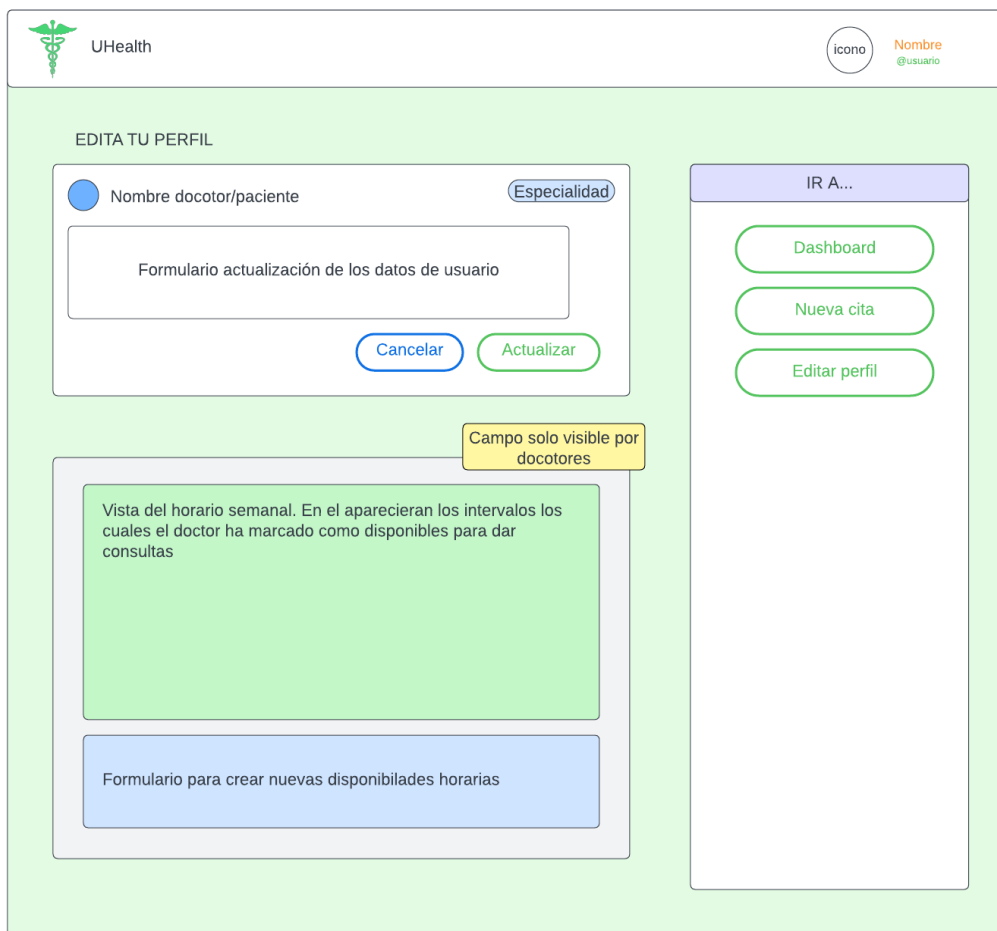 UHealth
icono
Nombre
@usuario
EDITA TU PERFIL
Nombre docotor/paciente
Especialidad
Formulario actualización de los datos de usuario
Cancelar
Actualizar
IR A...
Dashboard
Nueva cita
Editar perfil
Campo solo visible por
docotores
Vista del horario semanal. En el aparecieran los intervalos los
cuales el doctor ha marcado como disponibles para dar
consultas
Formulario para crear nuevas disponibilades horarias